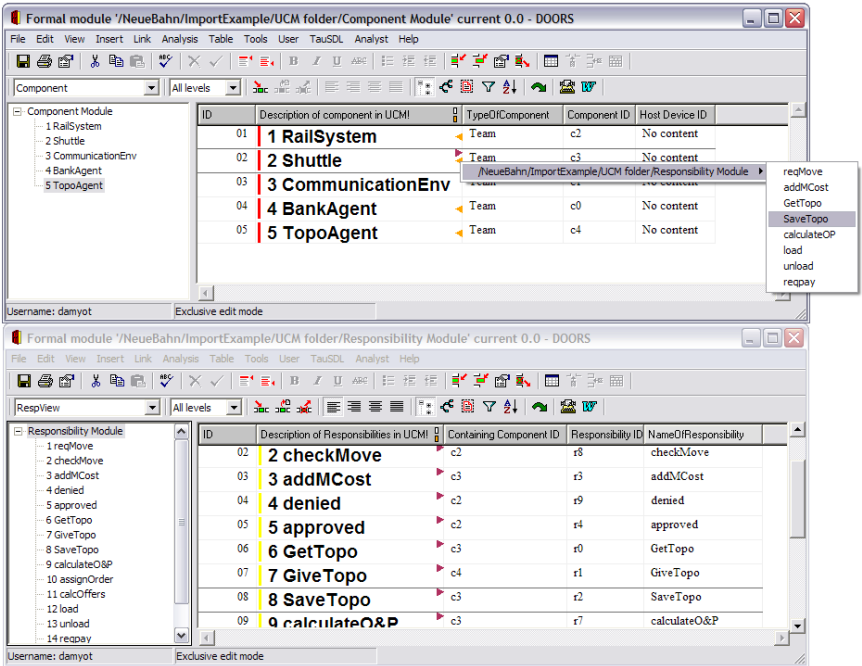 Formal module '/NeueBahn/ImportExample/UCM folder/Component Module' current 0.0 - DOORS
File Edit View Insert Link Analysis Table Tools User TauSDL Analyst Help
B I U ABC
Component All levels
Component Module
1 RailSystem
2 Shuttle
3 CommunicationEnv
4 BankAgent
5 TopoAgent
ID Description of component in UCM! TypeOfComponent Component ID Host Device ID
01 1 RailSystem Team c2 No content
02 2 Shuttle Team c3 No content
/NeueBahn/ImportExample/UCM folder/Responsibility Module
03 3 CommunicationEnv Team c1 No content
04 4 BankAgent Team c0 No content
05 5 TopoAgent Team c4 No content
reqMove
addMCost
GetTopo
SaveTopo
calculateOP
load
unload
reqpay
Username: damyot Exclusive edit mode
Formal module '/NeueBahn/ImportExample/UCM folder/Responsibility Module' current 0.0 - DOORS
File Edit View Insert Link Analysis Table Tools User TauSDL Analyst Help
B I U ABC
RespView All levels
Responsibility Module
1 reqMove
2 checkMove
3 addMCost
4 denied
5 approved
6 GetTopo
7 GiveTopo
8 SaveTopo
9 calculateO&P
10 assignOrder
11 calcOffers
12 load
13 unload
14 reqpay
ID Description of Responsibilities in UCM! Containing Component ID Responsibility ID NameOfResponsibility
02 2 checkMove c2 r8 checkMove
03 3 addMCost c3 r3 addMCost
04 4 denied c2 r9 denied
05 5 approved c2 r4 approved
06 6 GetTopo c3 r0 GetTopo
07 7 GiveTopo c4 r1 GiveTopo
08 8 SaveTopo c3 r2 SaveTopo
09 9 calculateO&P c3 r7 calculateO&P
Username: damyot Exclusive edit mode